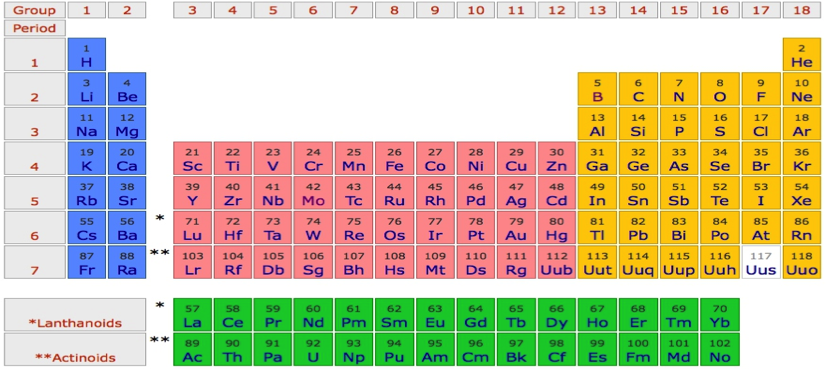 Group 1 2 3 4 5 6 7 8 9 10 11 12 13 14 15 16 17 18
Period
1 2
1 H He
3 4 5 6 7 8 9 10
2 Li Be B C N O F Ne
11 12 13 14 15 16 17 18
3 Na Mg Al Si P S Cl Ar
19 20 21 22 23 24 25 26 27 28 29 30 31 32 33 34 35 36
4 K Ca Sc Ti V Cr Mn Fe Co Ni Cu Zn Ga Ge As Se Br Kr
37 38 39 40 41 42 43 44 45 46 47 48 49 50 51 52 53 54
5 Rb Sr Y Zr Nb Mo Tc Ru Rh Pd Ag Cd In Sn Sb Te I Xe
55 56 * 71 72 73 74 75 76 77 78 79 80 81 82 83 84 85 86
6 Cs Ba Lu Hf Ta W Re Os Ir Pt Au Hg Tl Pb Bi Po At Rn
87 88 ** 103 104 105 106 107 108 109 110 111 112 113 114 115 116 117 118
7 Fr Ra Lr Rf Db Sg Bh Hs Mt Ds Rg Uub Uut Uuq Uup Uuh Uus Uuo
* 57 58 59 60 61 62 63 64 65 66 67 68 69 70
*Lanthanoids La Ce Pr Nd Pm Sm Eu Gd Tb Dy Ho Er Tm Yb
** 89 90 91 92 93 94 95 96 97 98 99 100 101 102
**Actinoids Ac Th Pa U Np Pu Am Cm Bk Cf Es Fm Md No